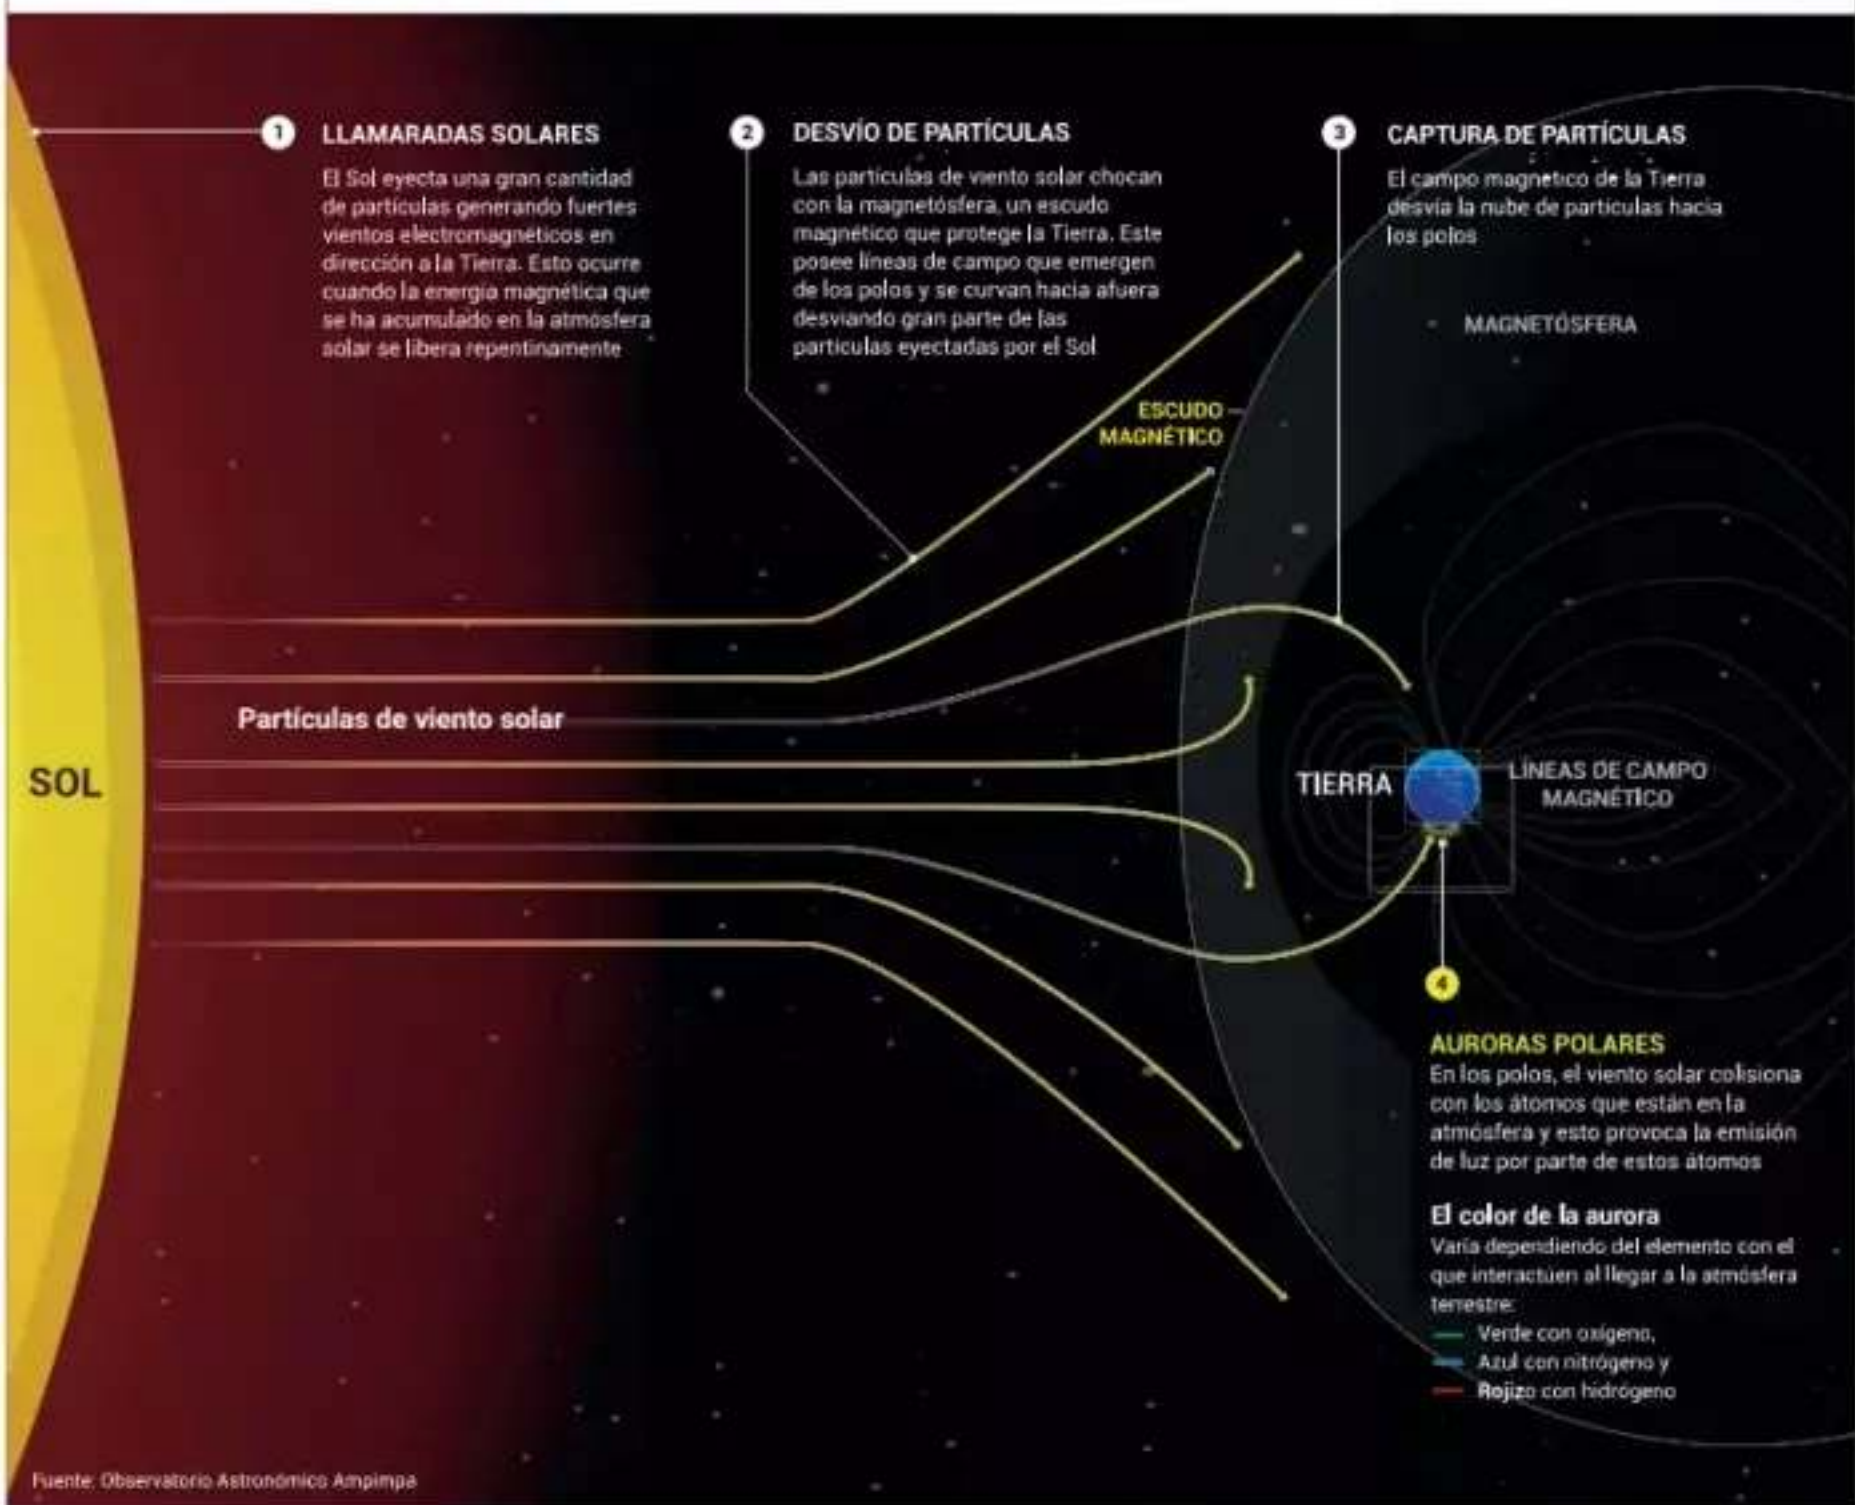 SOL
1
LLAMARADAS SOLARES
El Sol eyecta una gran cantidad
de partículas generando fuertes
vientos electromagnéticos en
dirección a la Tierra. Esto ocurre
cuando la energía magnética que
se ha acumulado en la atmósfera
solar se libera repentinamente
2
DESVÍO DE PARTÍCULAS
Las partículas de viento solar chocan
con la magnetósfera, un escudo
magnético que protege la Tierra. Este
posee líneas de campo que emergen
de los polos y se curvan hacia afuera
desviando gran parte de las
partículas eyectadas por el Sol
3
CAPTURA DE PARTÍCULAS
El campo magnético de la Tierra
desvía la nube de partículas hacia
los polos
MAGNETÓSFERA
ESCUDO
MAGNÉTICO
Partículas de viento solar
TIERRA
LÍNEAS DE CAMPO
MAGNÉTICO
4
AURORAS POLARES
En los polos, el viento solar colisiona
con los átomos que están en la
atmósfera y esto provoca la emisión
de luz por parte de estos átomos
El color de la aurora
Varía dependiendo del elemento con el
que interactúen al llegar a la atmósfera
terrestre:
Verde con oxígeno,
Azul con nitrógeno y
Rojizo con hidrógeno
Fuente: Observatorio Astronómico Ampimpa